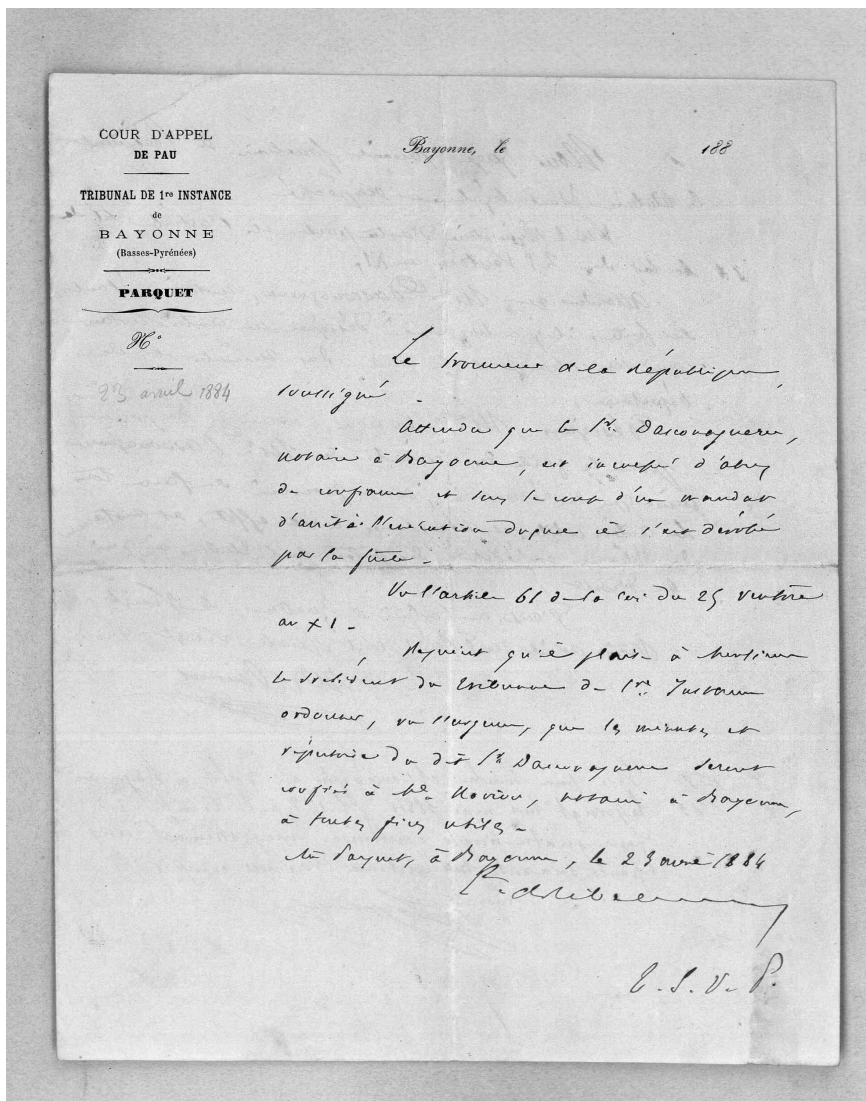 COUR D'APPEL
DE PAU
TRIBUNAL DE 1re INSTANCE
de
BAYONNE
(Basses-Pyrénées)
PARQUET
N°
23 avril 1884
Bayonne, le 188
Le Procureur de la République,
soussigné.
Attendu que le Sr. Dasconaguerre,
notaire à Bayonne, est inculpé d'abus
de confiance et sous le coup d'un mandat
d'arrêt à l'exécution duquel il s'est dérobé
par la fuite.
Vu l'article 61 de la loi du 25 Ventôse
an XI.
Requiert qu'il plaise à Monsieur
le Président du Tribunal de 1re Instance
ordonner, vu l'urgence, que les minutes et
répertoire du dit Sr Dasconaguerre seront
confiés à Me, notaire à Bayonne,
à toutes fins utiles.
Au Parquet, à Bayonne, le 23 avril 1884
T. S. V. P.